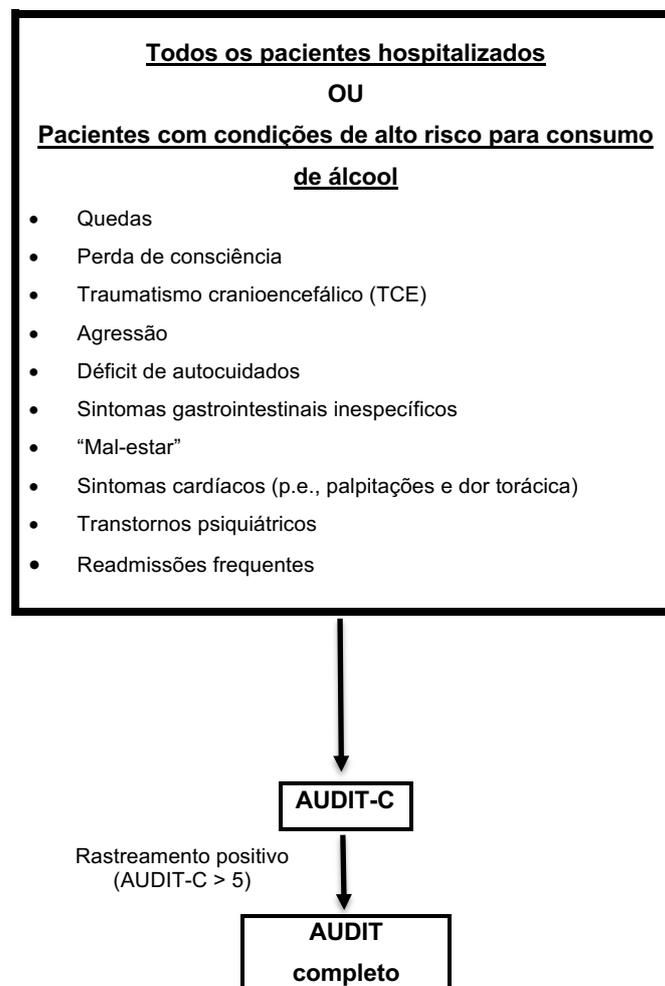 Todos os pacientes hospitalizados
OU
Pacientes com condições de alto risco para consumo
de álcool
• Quedas
• Perda de consciência
• Traumatismo cranioencefálico (TCE)
• Agressão
• Déficit de autocuidados
• Sintomas gastrointestinais inespecíficos
• “Mal-estar”
• Sintomas cardíacos (p.e., palpitações e dor torácica)
• Transtornos psiquiátricos
• Readmissões frequentes
AUDIT-C
Rastreamento positivo
(AUDIT-C > 5)
AUDIT
completo